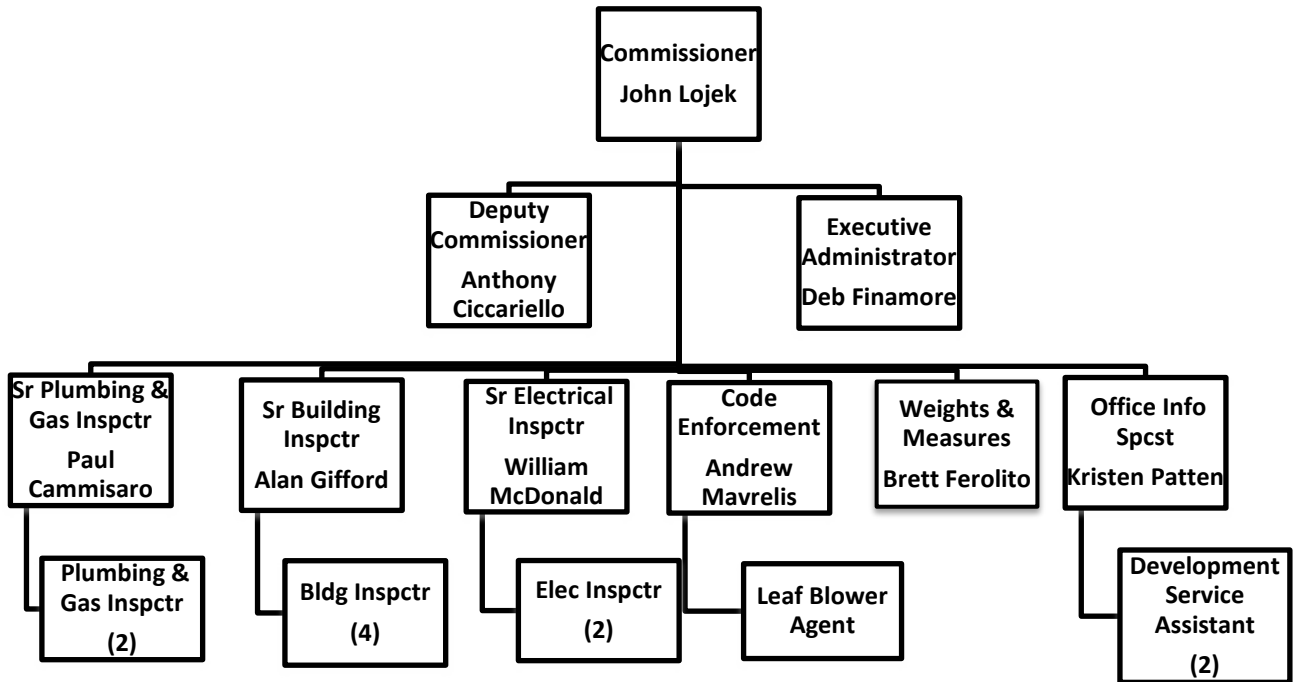 Commissioner
John Lojek
Deputy
Commissioner
Anthony
Ciccariello
Executive
Administrator
Deb Finamore
Sr Plumbing &
Gas Inspctr
Paul
Cammisaro
Sr Building
Inspctr
Alan Gifford
Sr Electrical
Inspctr
William
McDonald
Code
Enforcement
Andrew
Mavrelis
Weights &
Measures
Brett Ferolito
Office Info
Spcst
Kristen Patten
Plumbing &
Gas Inspctr
(2)
Bldg Inspctr
(4)
Elec Inspctr
(2)
Leaf Blower
Agent
Development
Service
Assistant
(2)